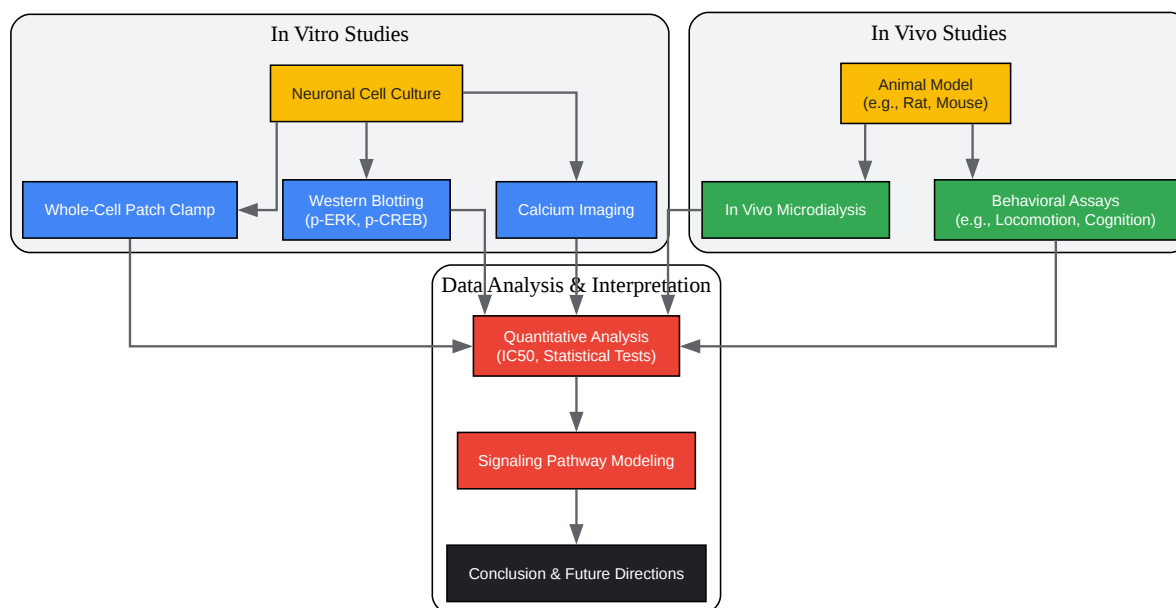 In Vitro Studies
Neuronal Cell Culture
Whole-Cell Patch Clamp
Western Blotting
(p-ERK, p-CREB)
Calcium Imaging
In Vivo Studies
Animal Model
(e.g., Rat, Mouse)
In Vivo Microdialysis
Behavioral Assays
(e.g., Locomotion, Cognition)
Data Analysis & Interpretation
Quantitative Analysis
(IC50, Statistical Tests)
Signaling Pathway Modeling
Conclusion & Future Directions